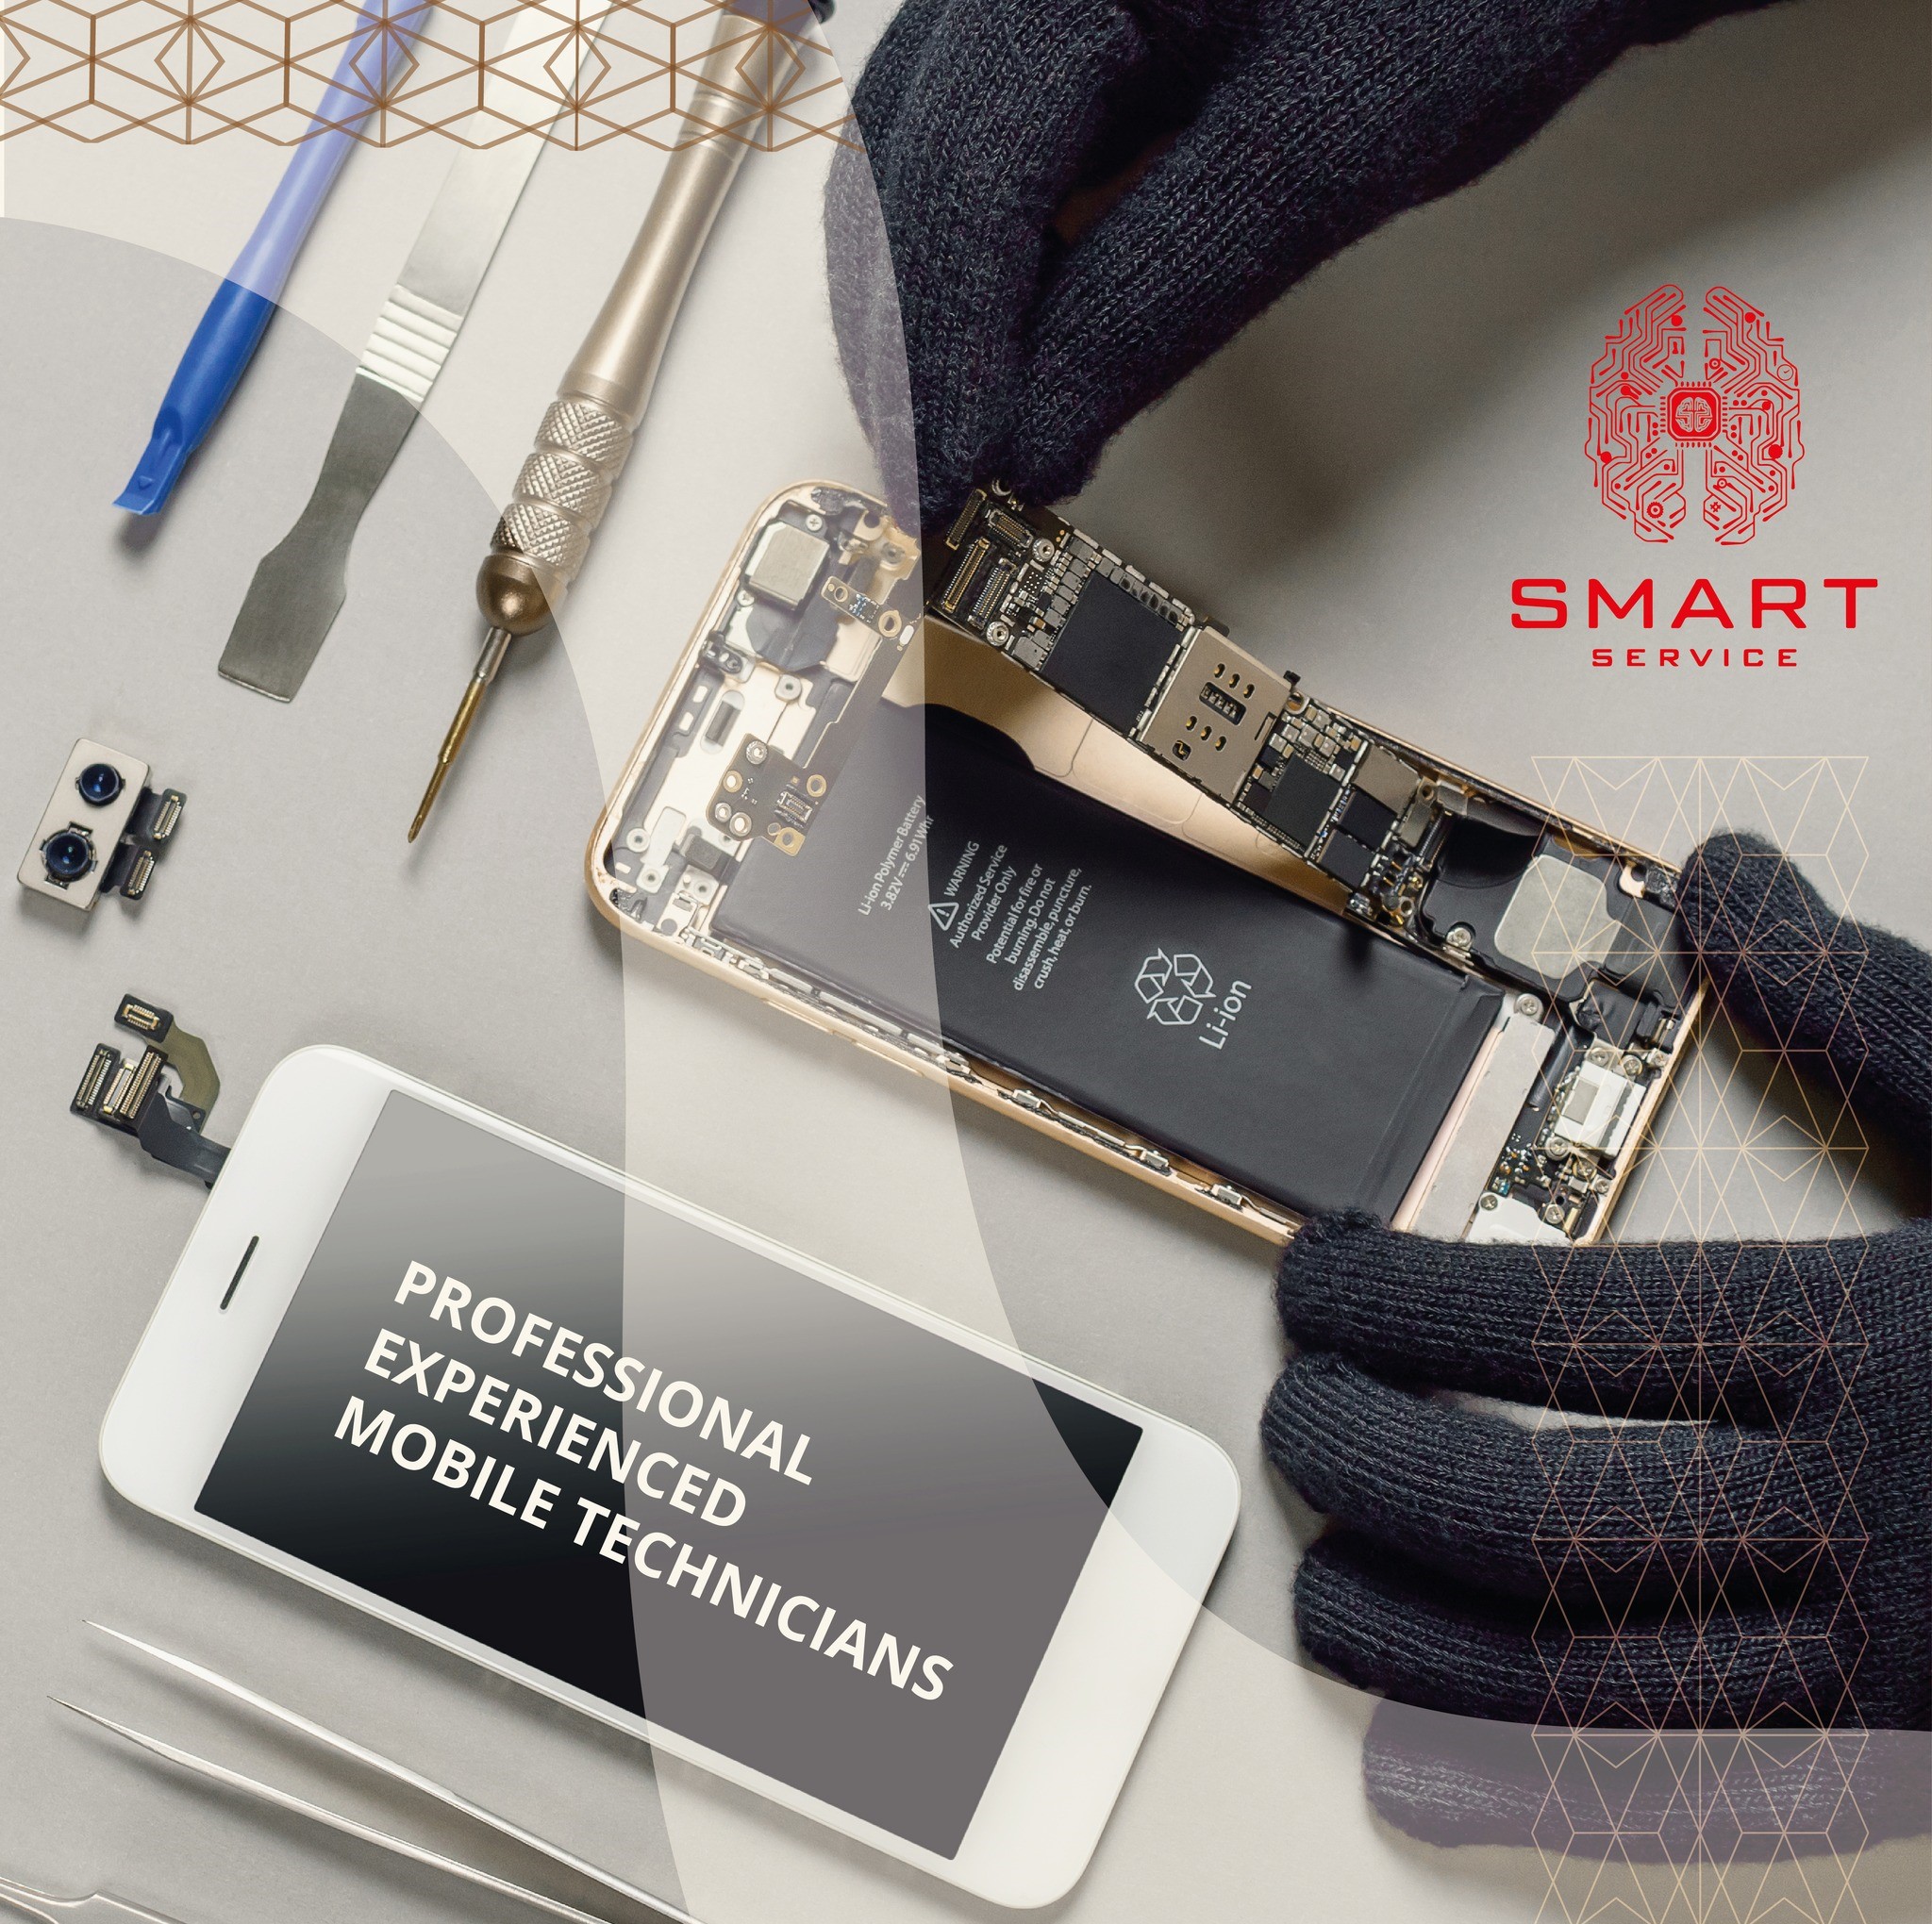 SMART
SERVICE
Li-ion Polymer Battery
3.82V 6.91Whr
WARNING
Authorized Service
Provider Only
Potential for fire or
burning. Do not
disassemble, puncture,
crush, heat, or burn.
Li-ion
PROFESSIONAL
EXPERIENCED
MOBILE TECHNICIANS